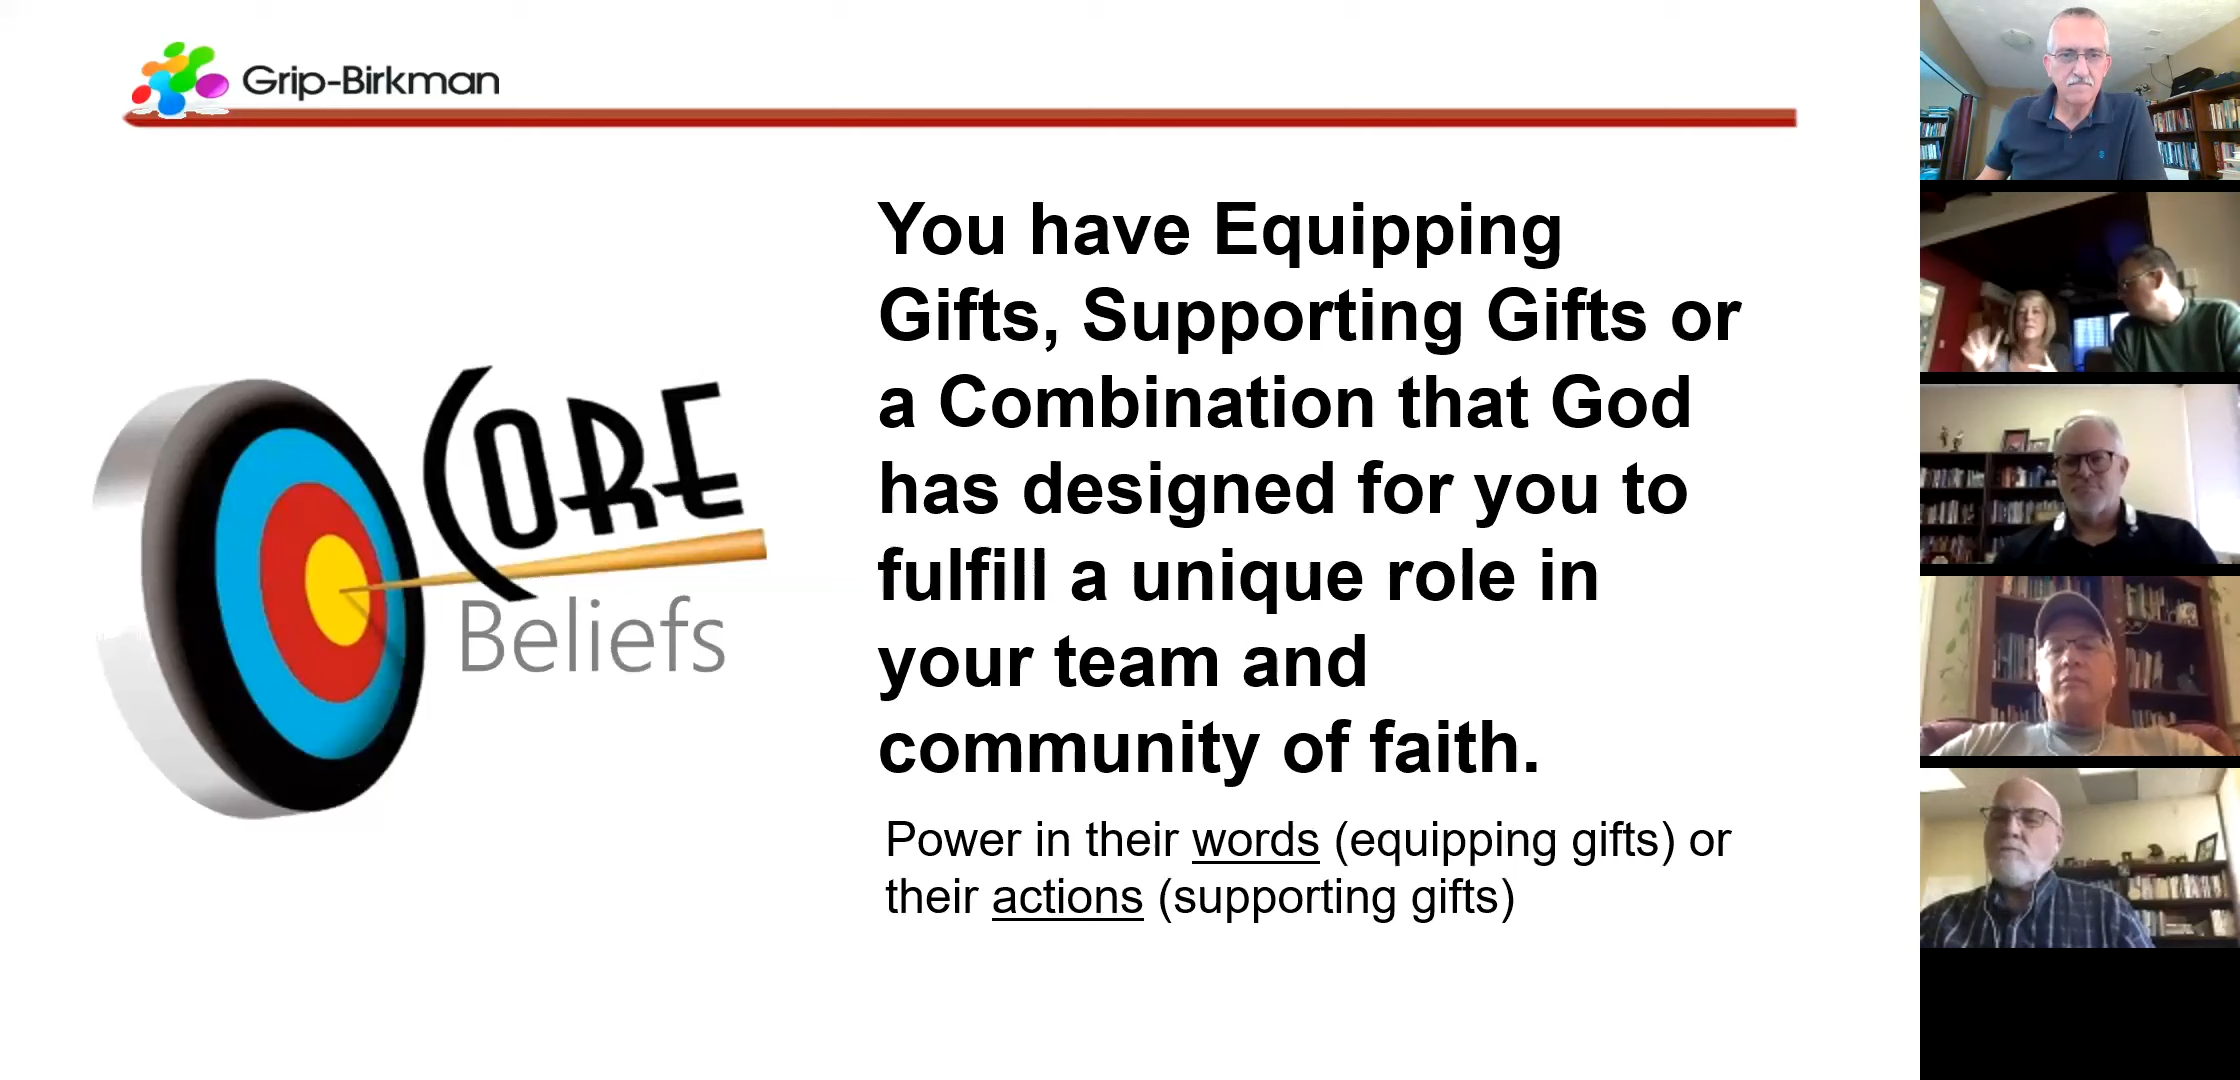 Grip-Birkman
You have Equipping
Gifts, Supporting Gifts or
a Combination that God
has designed for you to
fulfill a unique role in
your team and
community of faith.
CORE
Beliefs
Power in their words (equipping gifts) or
their actions (supporting gifts)